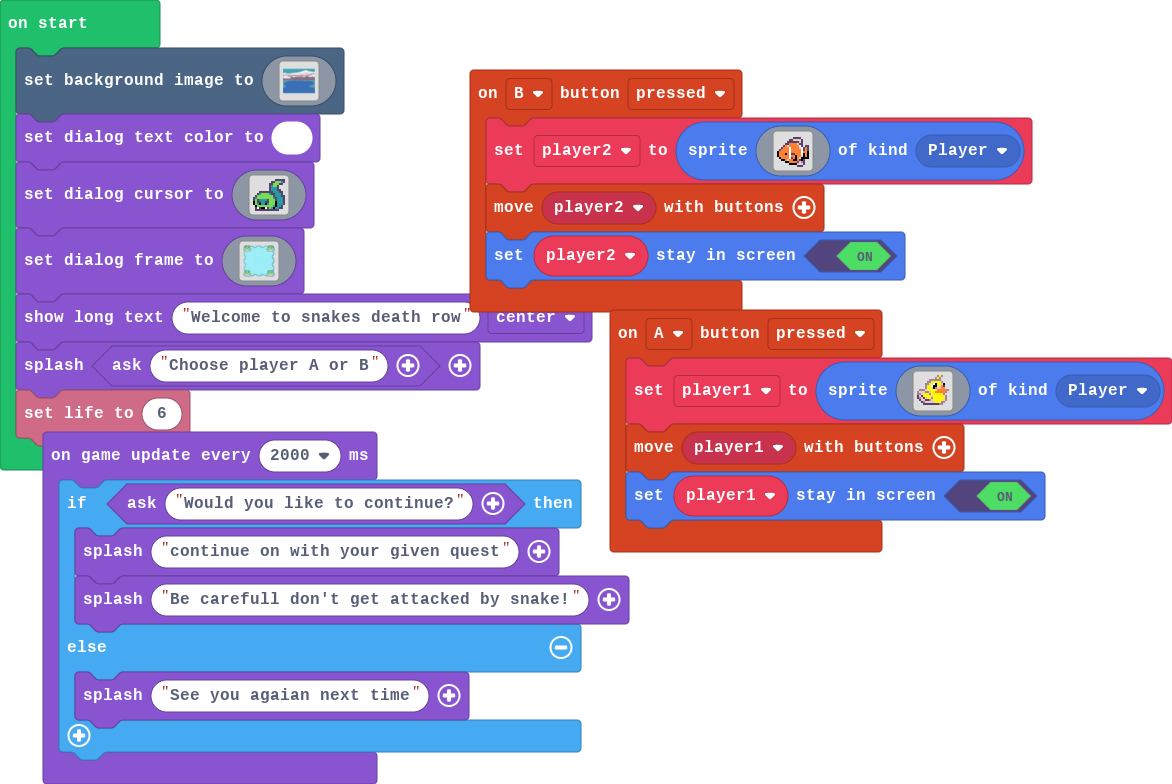 on start
set background image to
set dialog text color to
set dialog cursor to
set dialog frame to
show long text "Welcome to snakes death row" center
splash ask "Choose player A or B"
set life to 6
on B button pressed
set player2 to sprite of kind Player
move player2 with buttons
set player2 stay in screen ON
on A button pressed
set player1 to sprite of kind Player
move player1 with buttons
set player1 stay in screen ON
on game update every 2000 ms
if ask "Would you like to continue?" then
splash "continue on with your given quest"
splash "Be carefull don't get attacked by snake!"
else
splash "See you agaian next time"